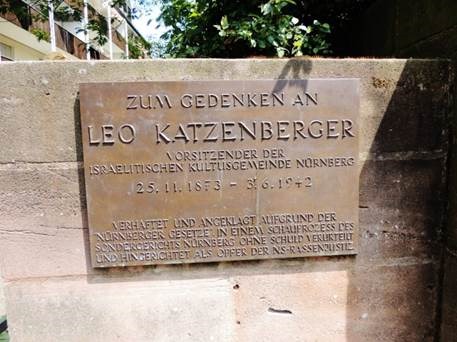 ZUM GEDENKEN AN
LEO KATZENBERGER
VORSITZENDER DER
ISRAELITISCHEN KULTUSGEMEINDE NÜRNBERG
25.11.1873 - 3.6.1942
VERHAFTET UND ANGEKLAGT AUFGRUND DER
NÜRNBERGER GESETZE. IN EINEM SCHAUPROZESS DES
SONDERGERICHTS NÜRNBERG OHNE SCHULD VERURTEILT
UND HINGERICHTET ALS OPFER DER NS-RASSENJUSTIZ.